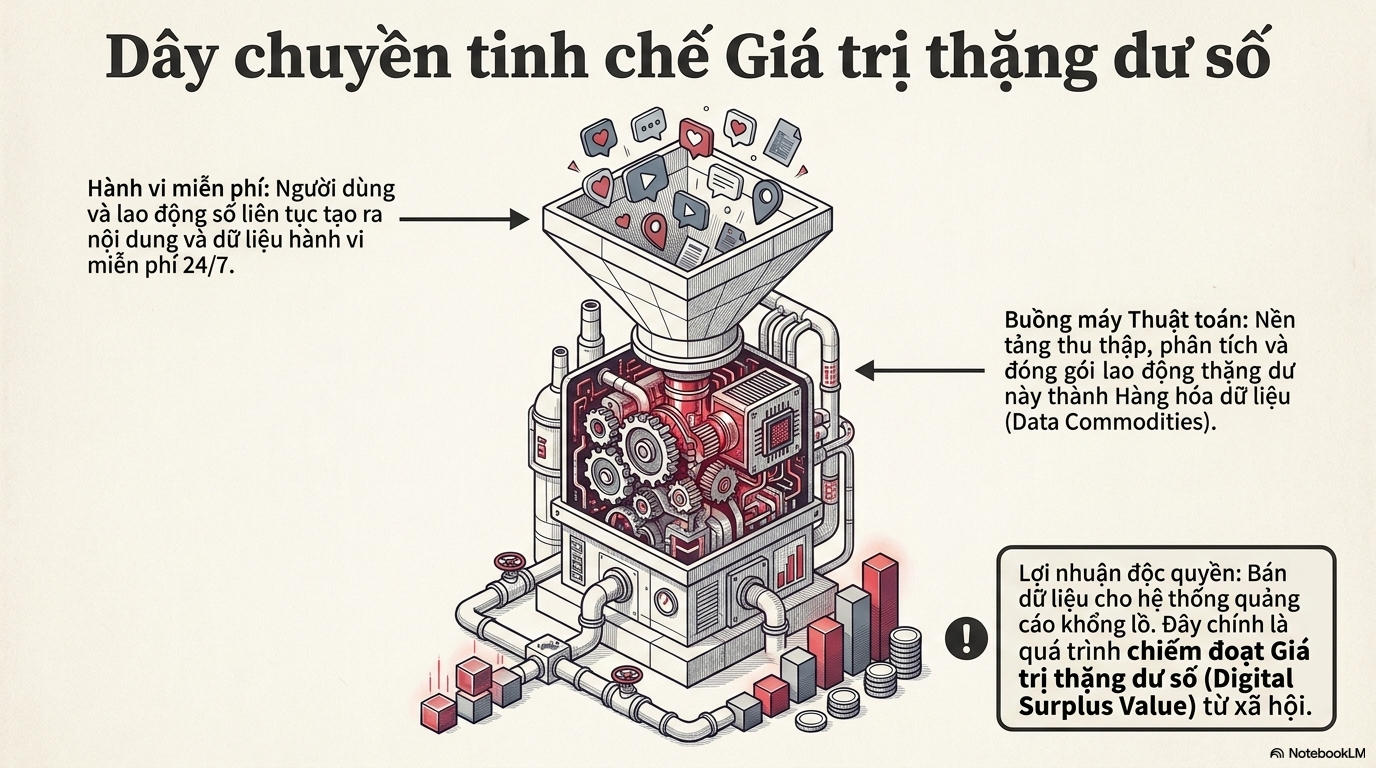 Dây chuyền tinh chế Giá trị thặng dư số
Hành vi miễn phí: Người dùng
và lao động số liên tục tạo ra
nội dung và dữ liệu hành vi
miễn phí 24/7.
Buồng máy Thuật toán: Nền
tảng thu thập, phân tích và
đóng gói lao động thặng dư
này thành Hàng hóa dữ liệu
(Data Commodities).
Lợi nhuận độc quyền: Bán
dữ liệu cho hệ thống quảng
cáo khổng lồ. Đây chính là
quá trình chiếm đoạt Giá
trị thặng dư số (Digital
Surplus Value) từ xã hội.
NotebookLM